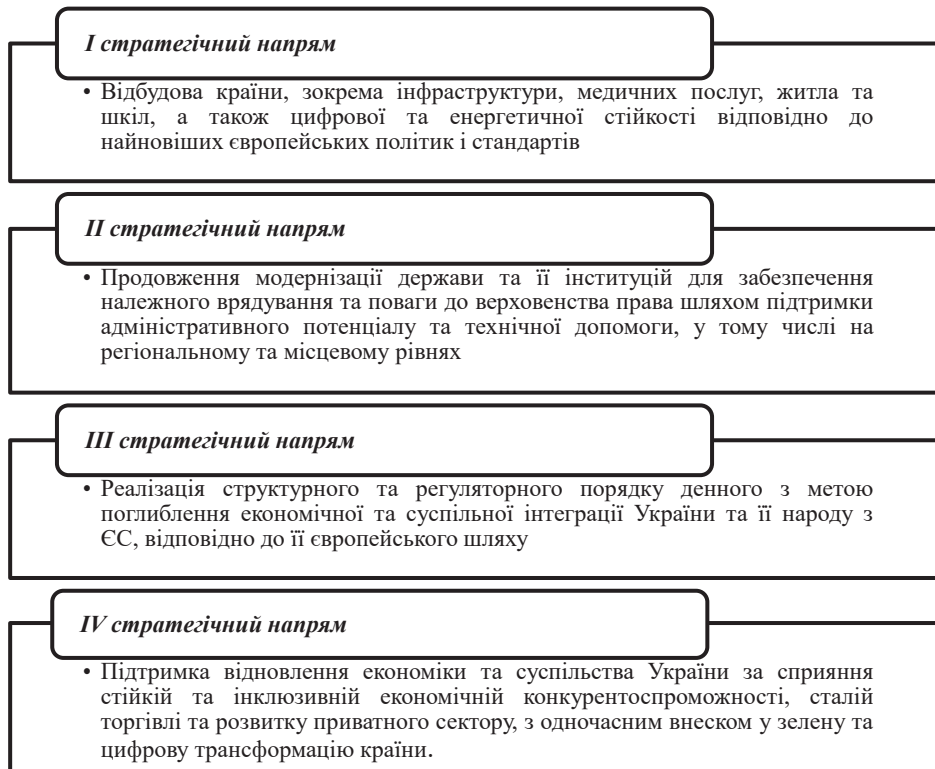 I стратегічний напрям
• Відбудова країни, зокрема інфраструктури, медичних послуг, житла та
шкіл, а також цифрової та енергетичної стійкості відповідно до
найновіших європейських політик і стандартів
II стратегічний напрям
• Продовження модернізації держави та її інституцій для забезпечення
належного врядування та поваги до верховенства права шляхом підтримки
адміністративного потенціалу та технічної допомоги, у тому числі на
регіональному та місцевому рівнях
III стратегічний напрям
• Реалізація структурного та регуляторного порядку денного з метою
поглиблення економічної та суспільної інтеграції України та її народу з
ЄС, відповідно до її європейського шляху
IV стратегічний напрям
• Підтримка відновлення економіки та суспільства України за сприяння
стійкій та інклюзивній економічній конкурентоспроможності, сталій
торгівлі та розвитку приватного сектору, з одночасним внеском у зелену та
цифрову трансформацію країни.